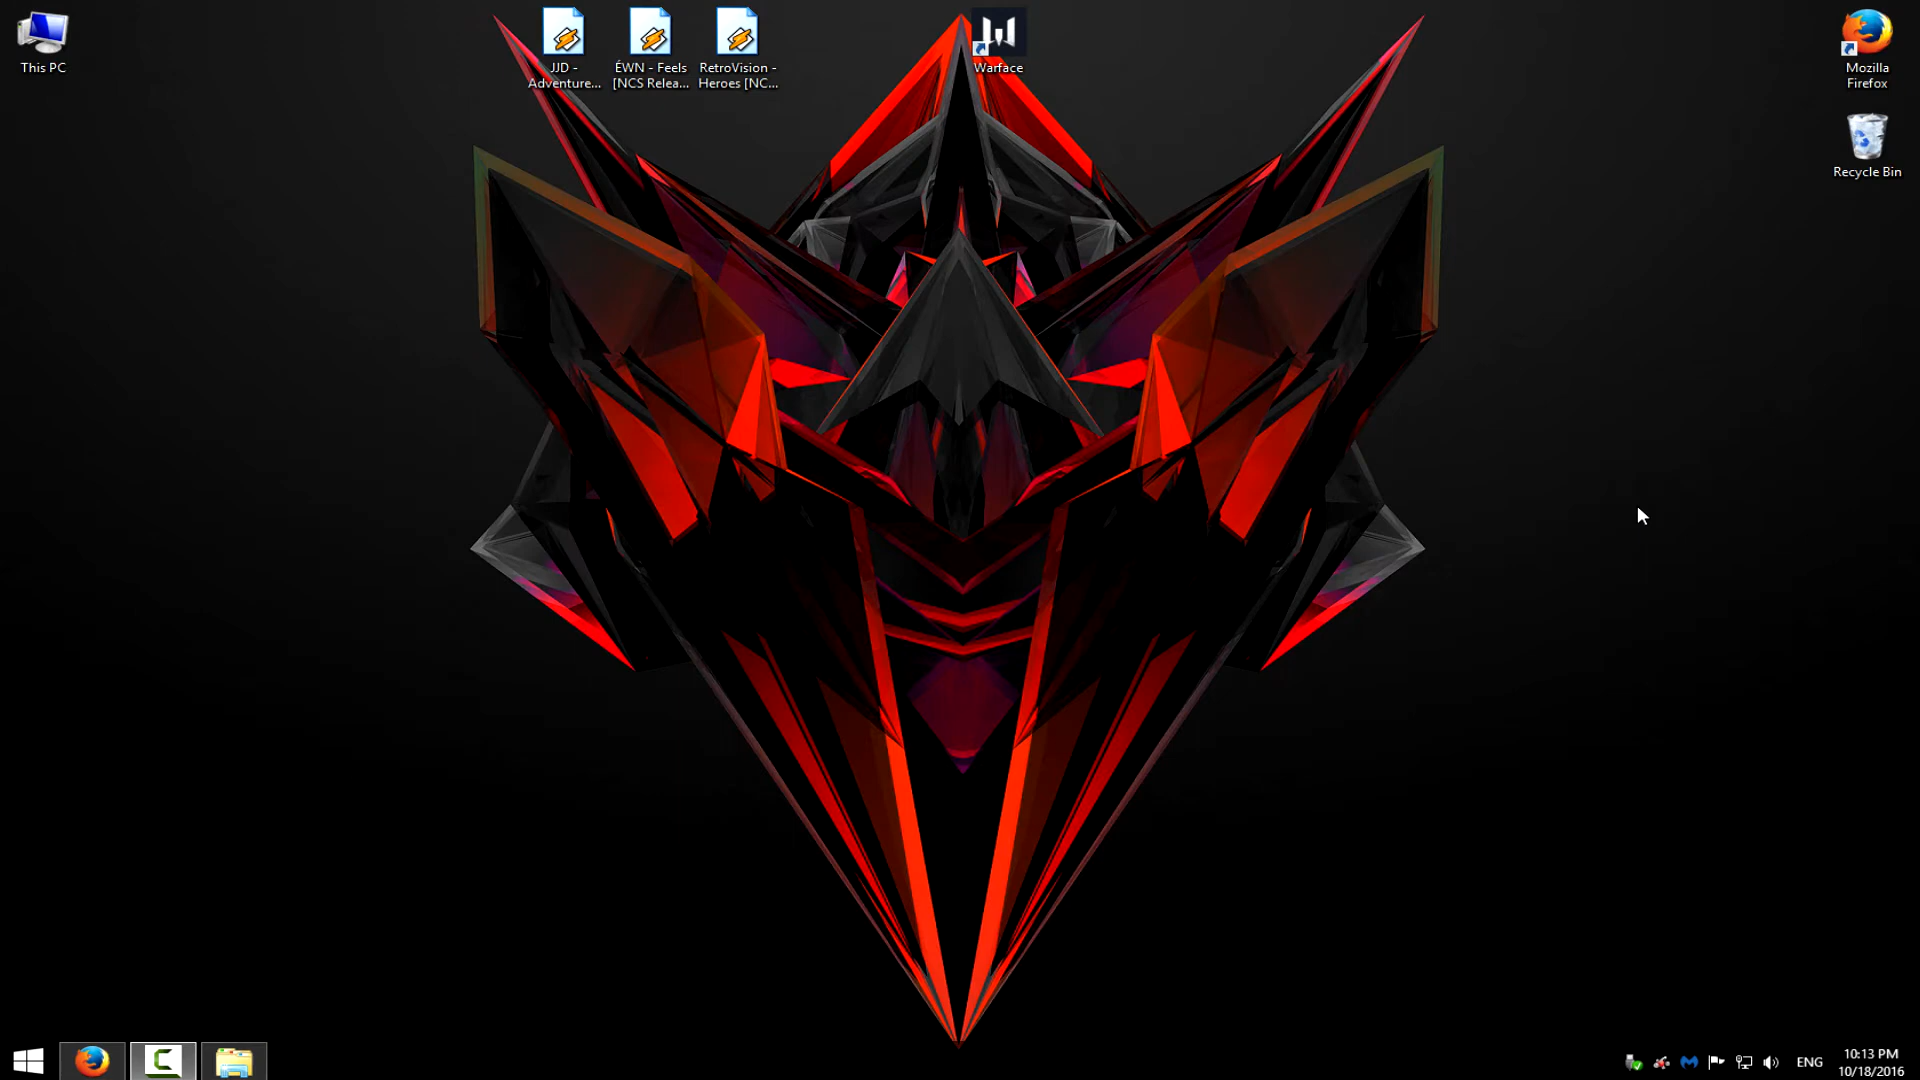 This PC
JJD -
Adventure...
ÉWN - Feels
[NCS Relea...
RetroVision -
Heroes [NC...
Warface
Mozilla
Firefox
Recycle Bin
ENG
10:13 PM
10/18/2016